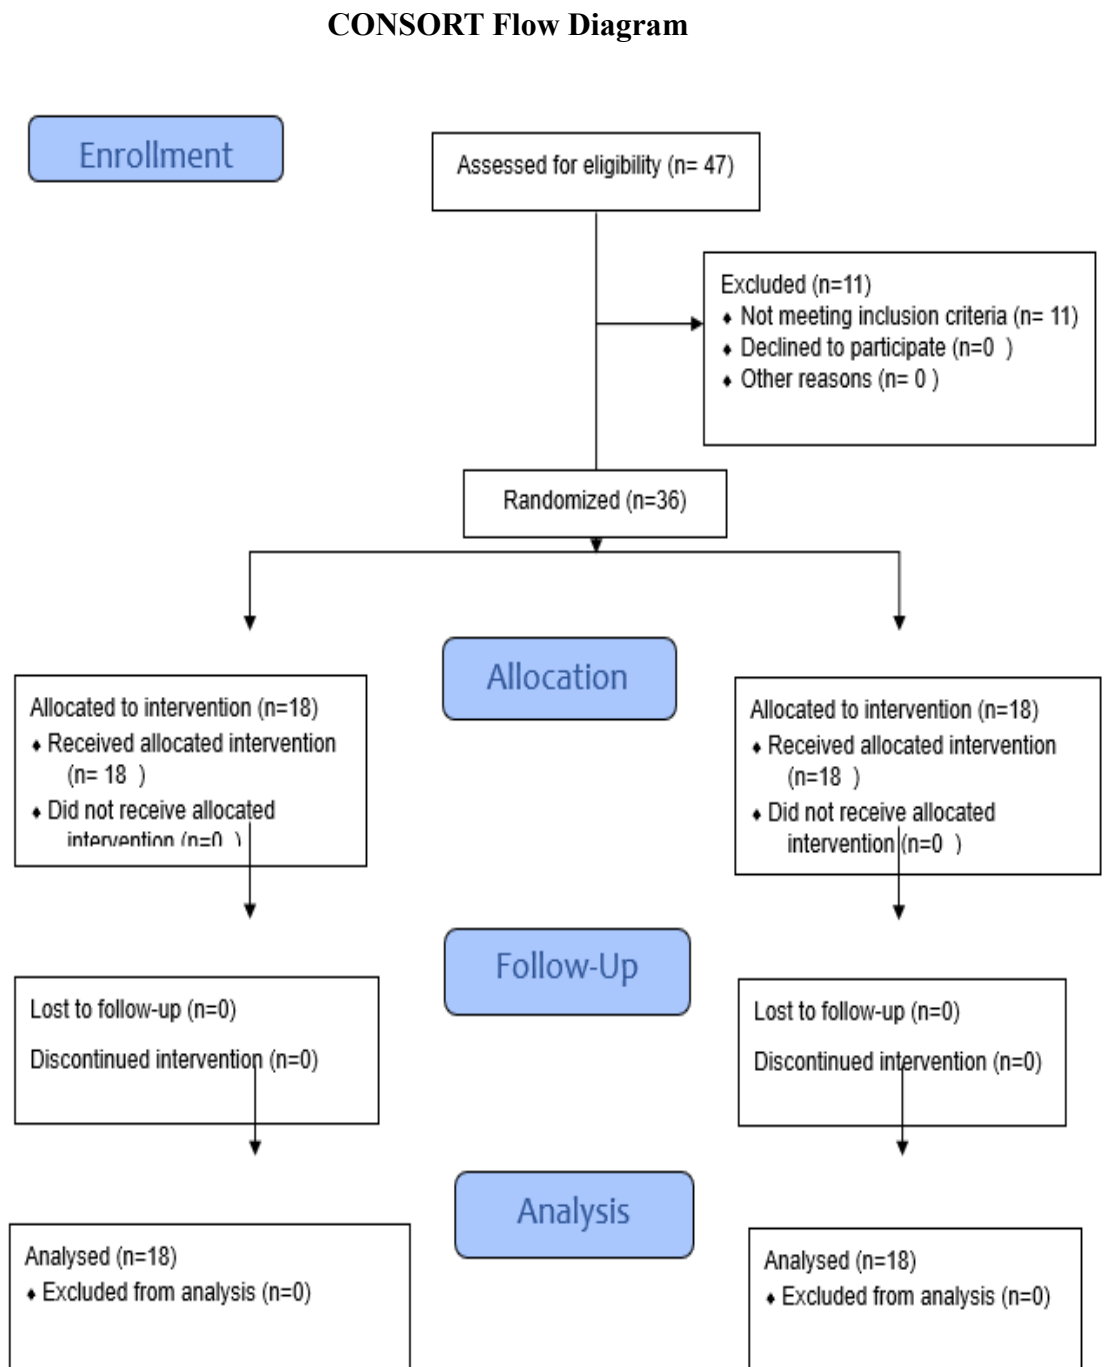 CONSORT Flow Diagram
Enrollment
Assessed for eligibility (n= 47)
Excluded (n=11)
♦ Not meeting inclusion criteria (n= 11)
♦ Declined to participate (n=0  )
♦ Other reasons (n= 0 )
Randomized (n=36)
Allocation
Allocated to intervention (n=18)
♦ Received allocated intervention
(n= 18  )
♦ Did not receive allocated
intervention (n=0  )
Allocated to intervention (n=18)
♦ Received allocated intervention
(n=18  )
♦ Did not receive allocated
intervention (n=0  )
Follow-Up
Lost to follow-up (n=0)
Discontinued intervention (n=0)
Lost to follow-up (n=0)
Discontinued intervention (n=0)
Analysis
Analysed (n=18)
♦ Excluded from analysis (n=0)
Analysed (n=18)
♦ Excluded from analysis (n=0)